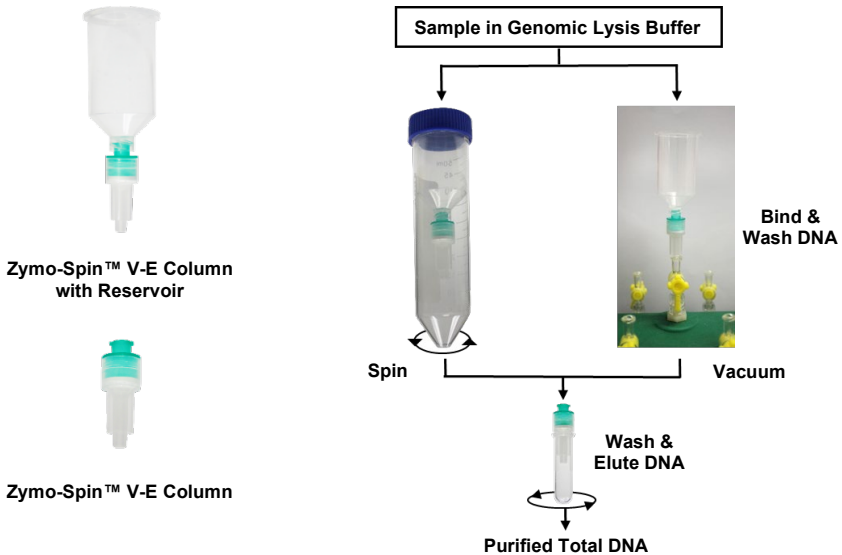 Sample in Genomic Lysis Buffer
Bind &
Wash DNA
Zymo-Spin™ V-E Column
with Reservoir
Spin
Vacuum
Wash &
Elute DNA
Zymo-Spin™ V-E Column
Purified Total DNA